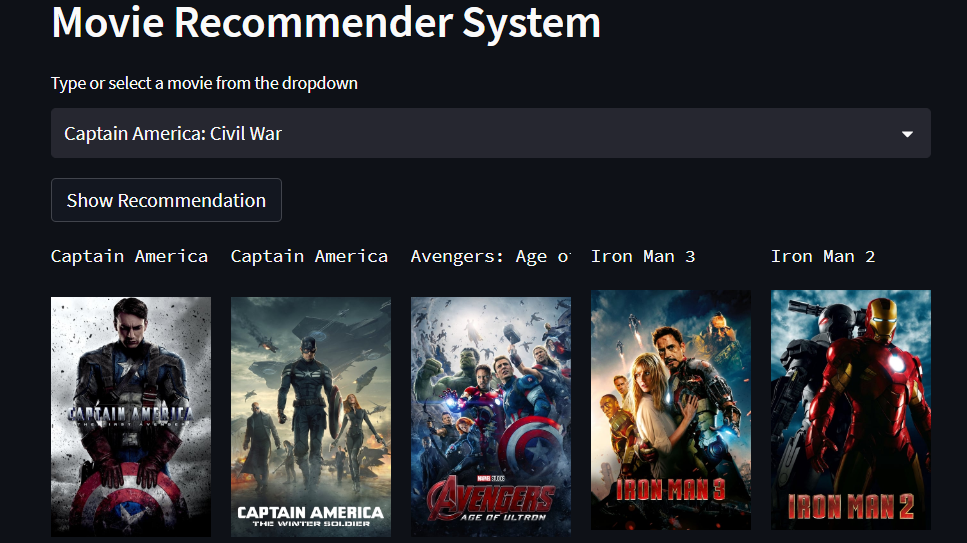 Movie Recommender System
Type or select a movie from the dropdown
Captain America: Civil War
Show Recommendation
Captain America
Captain America
Avengers: Age o
Iron Man 3
Iron Man 2
CAPTAIN AMERICA
THE FIRST AVENGER
CAPTAIN AMERICA
THE WINTER SOLDIER
MARVEL STUDIOS
AVENGERS
AGE OF ULTRON
IRON MAN 3
IRON MAN 2